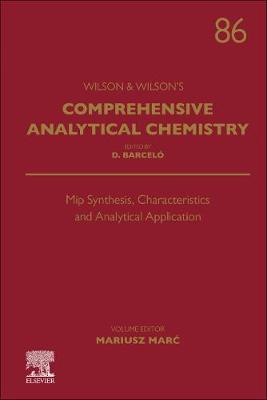 86
WILSON & WILSON'S
COMPREHENSIVE
ANALYTICAL CHEMISTRY
EDITED BY
D. BARCELÓ
Mip Synthesis, Characteristics
and Analytical Application
VOLUME EDITOR
MARIUSZ MARĆ
ELSEVIER